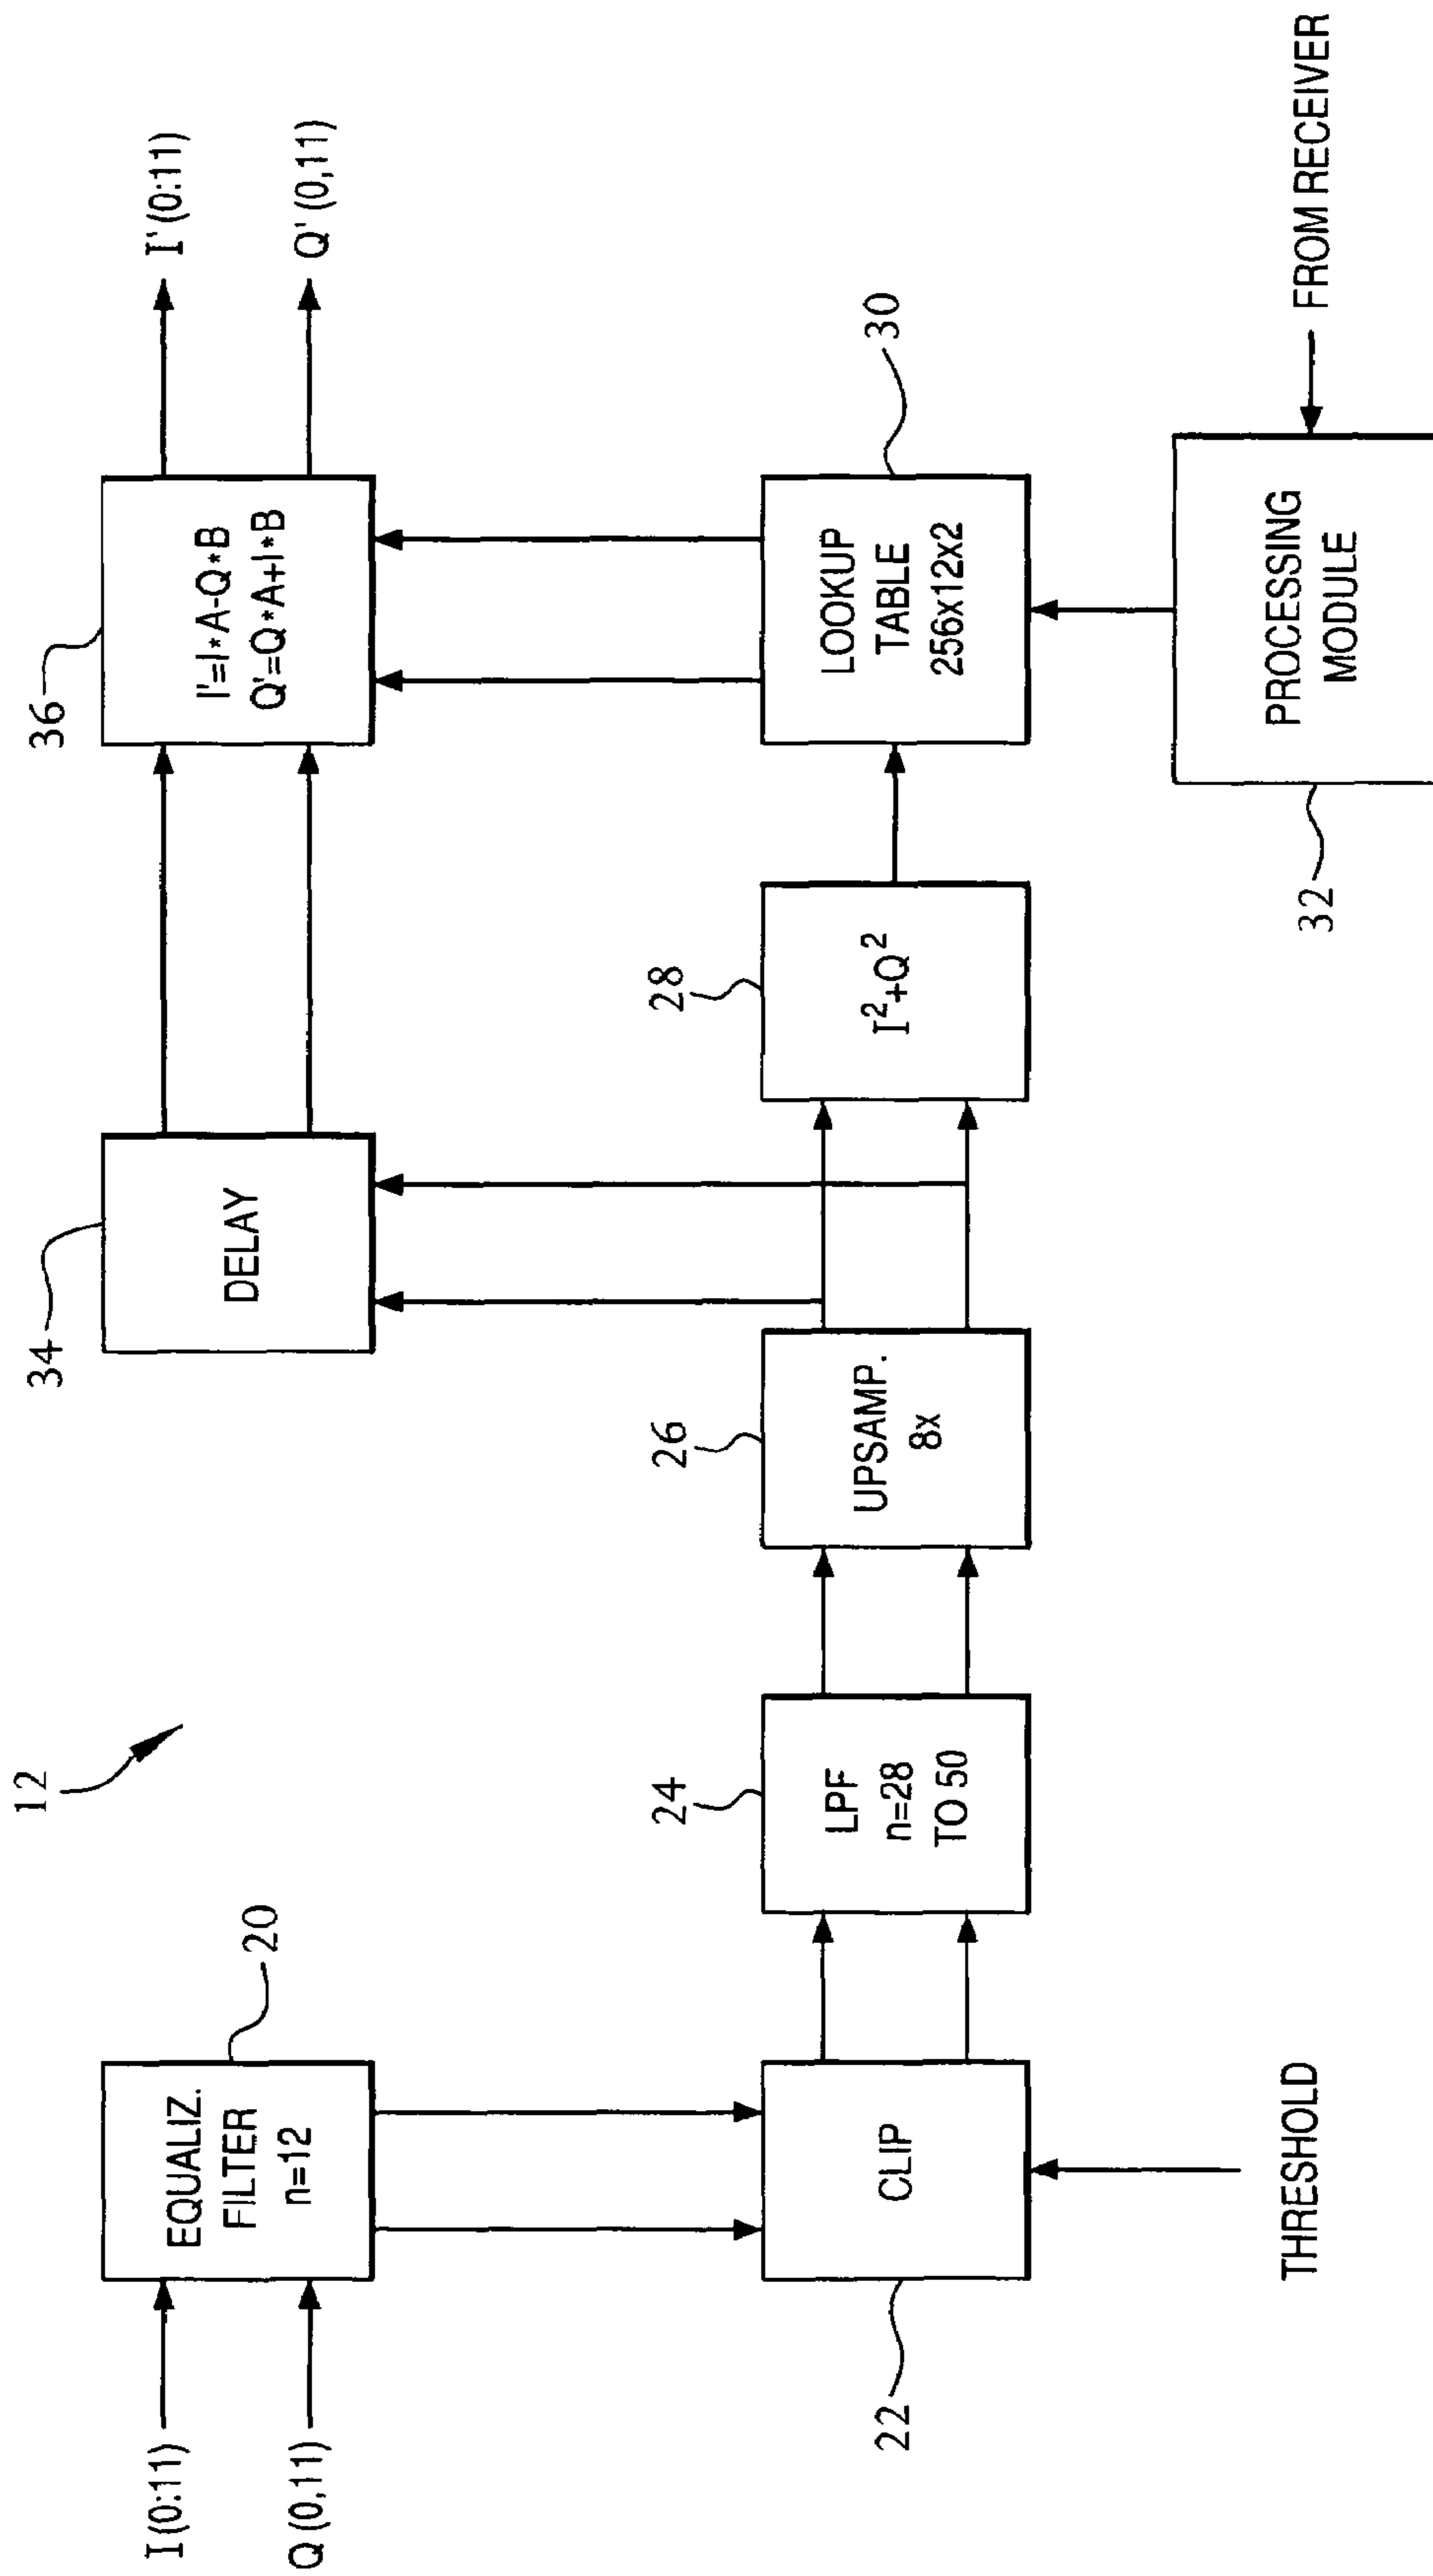 12
I (0:11)
Q (0,11)
EQUALIZ.
FILTER
n=12
20
34
DELAY
36
I'=I*A-Q*B
Q'=Q*A+I*B
I' (0:11)
Q' (0,11)
22
CLIP
THRESHOLD
24
LPF
n=28
TO 50
26
UPSAMP.
8x
28
I²+Q²
LOOKUP
TABLE
256x12x2
30
32
PROCESSING
MODULE
FROM RECEIVER